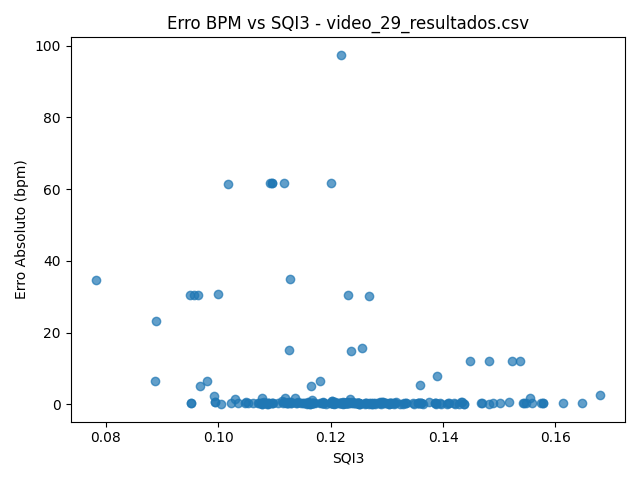 Erro BPM vs SQI3 - video_29_resultados.csv
100
80
60
40
20
0
Erro Absoluto (bpm)
0.08 0.10 0.12 0.14 0.16
SQI3